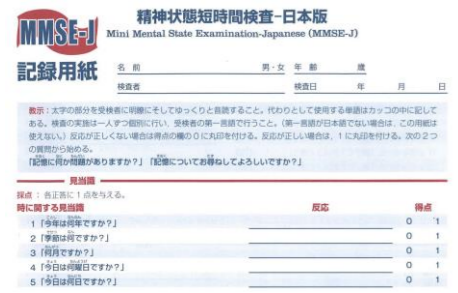 MMSE-J
精神状態短時間検査-日本版
Mini Mental State Examination-Japanese (MMSE-J)
記録用紙
名 前 男・女 年 齢 歳
検査者 検査日 年 月 日
教示：太字の部分を受検者に明瞭にそしてゆっくりと音読すること。代わりとして使用する単語はカッコの中に記して
ある。検査の実施は一人ずつ個別に行い、受検者の第一言語で行うこと。（第一言語が日本語でない場合は、この用紙は
使えない）反応が正しくない場合は得点の欄の0に丸印を付ける。反応が正しい場合は、1に丸印を付ける。次の2つ
の質問から始める。
「記憶に何か問題がありますか？」「記憶についてお尋ねしてよろしいですか？」
見当識
採点：各正答に1点を与える。
時に関する見当識 反応 得点
1「今年は何年ですか？」 0 1
2「季節は何ですか？」 0 1
3「何月ですか？」 0 1
4「今日は何曜日ですか？」 0 1
5「今日は何日ですか？」 0 1